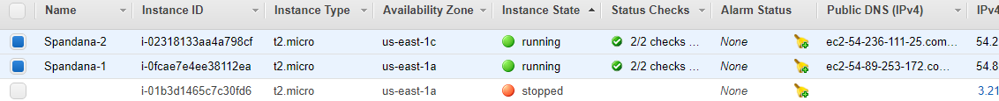 Name Instance ID Instance Type Availability Zone Instance State Status Checks Alarm Status Public DNS (IPv4) IPv4
Spandana-2 i-02318133aa4a798cf t2.micro us-east-1c running 2/2 checks ... None ec2-54-236-111-25.com... 54.2
Spandana-1 i-0fcae7e4ee38112ea t2.micro us-east-1a running 2/2 checks ... None ec2-54-89-253-172.co... 54.8
i-01b3d1465c7c30fd6 t2.micro us-east-1a stopped None 3.21